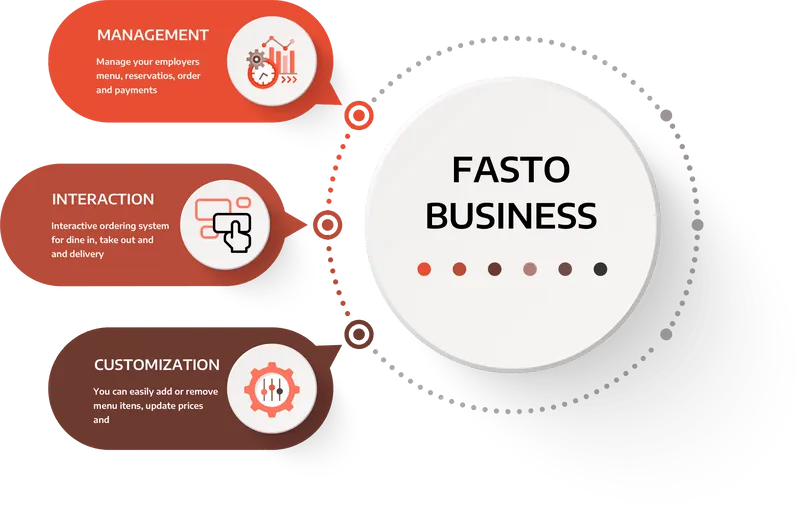 MANAGEMENT
Manage your employers
menu, reservatios, order
and payments
INTERACTION
Interactive ordering system
for dine in, take out and
and delivery
CUSTOMIZATION
You can easily add or remove
menu itens, update prices
and
FASTO
BUSINESS